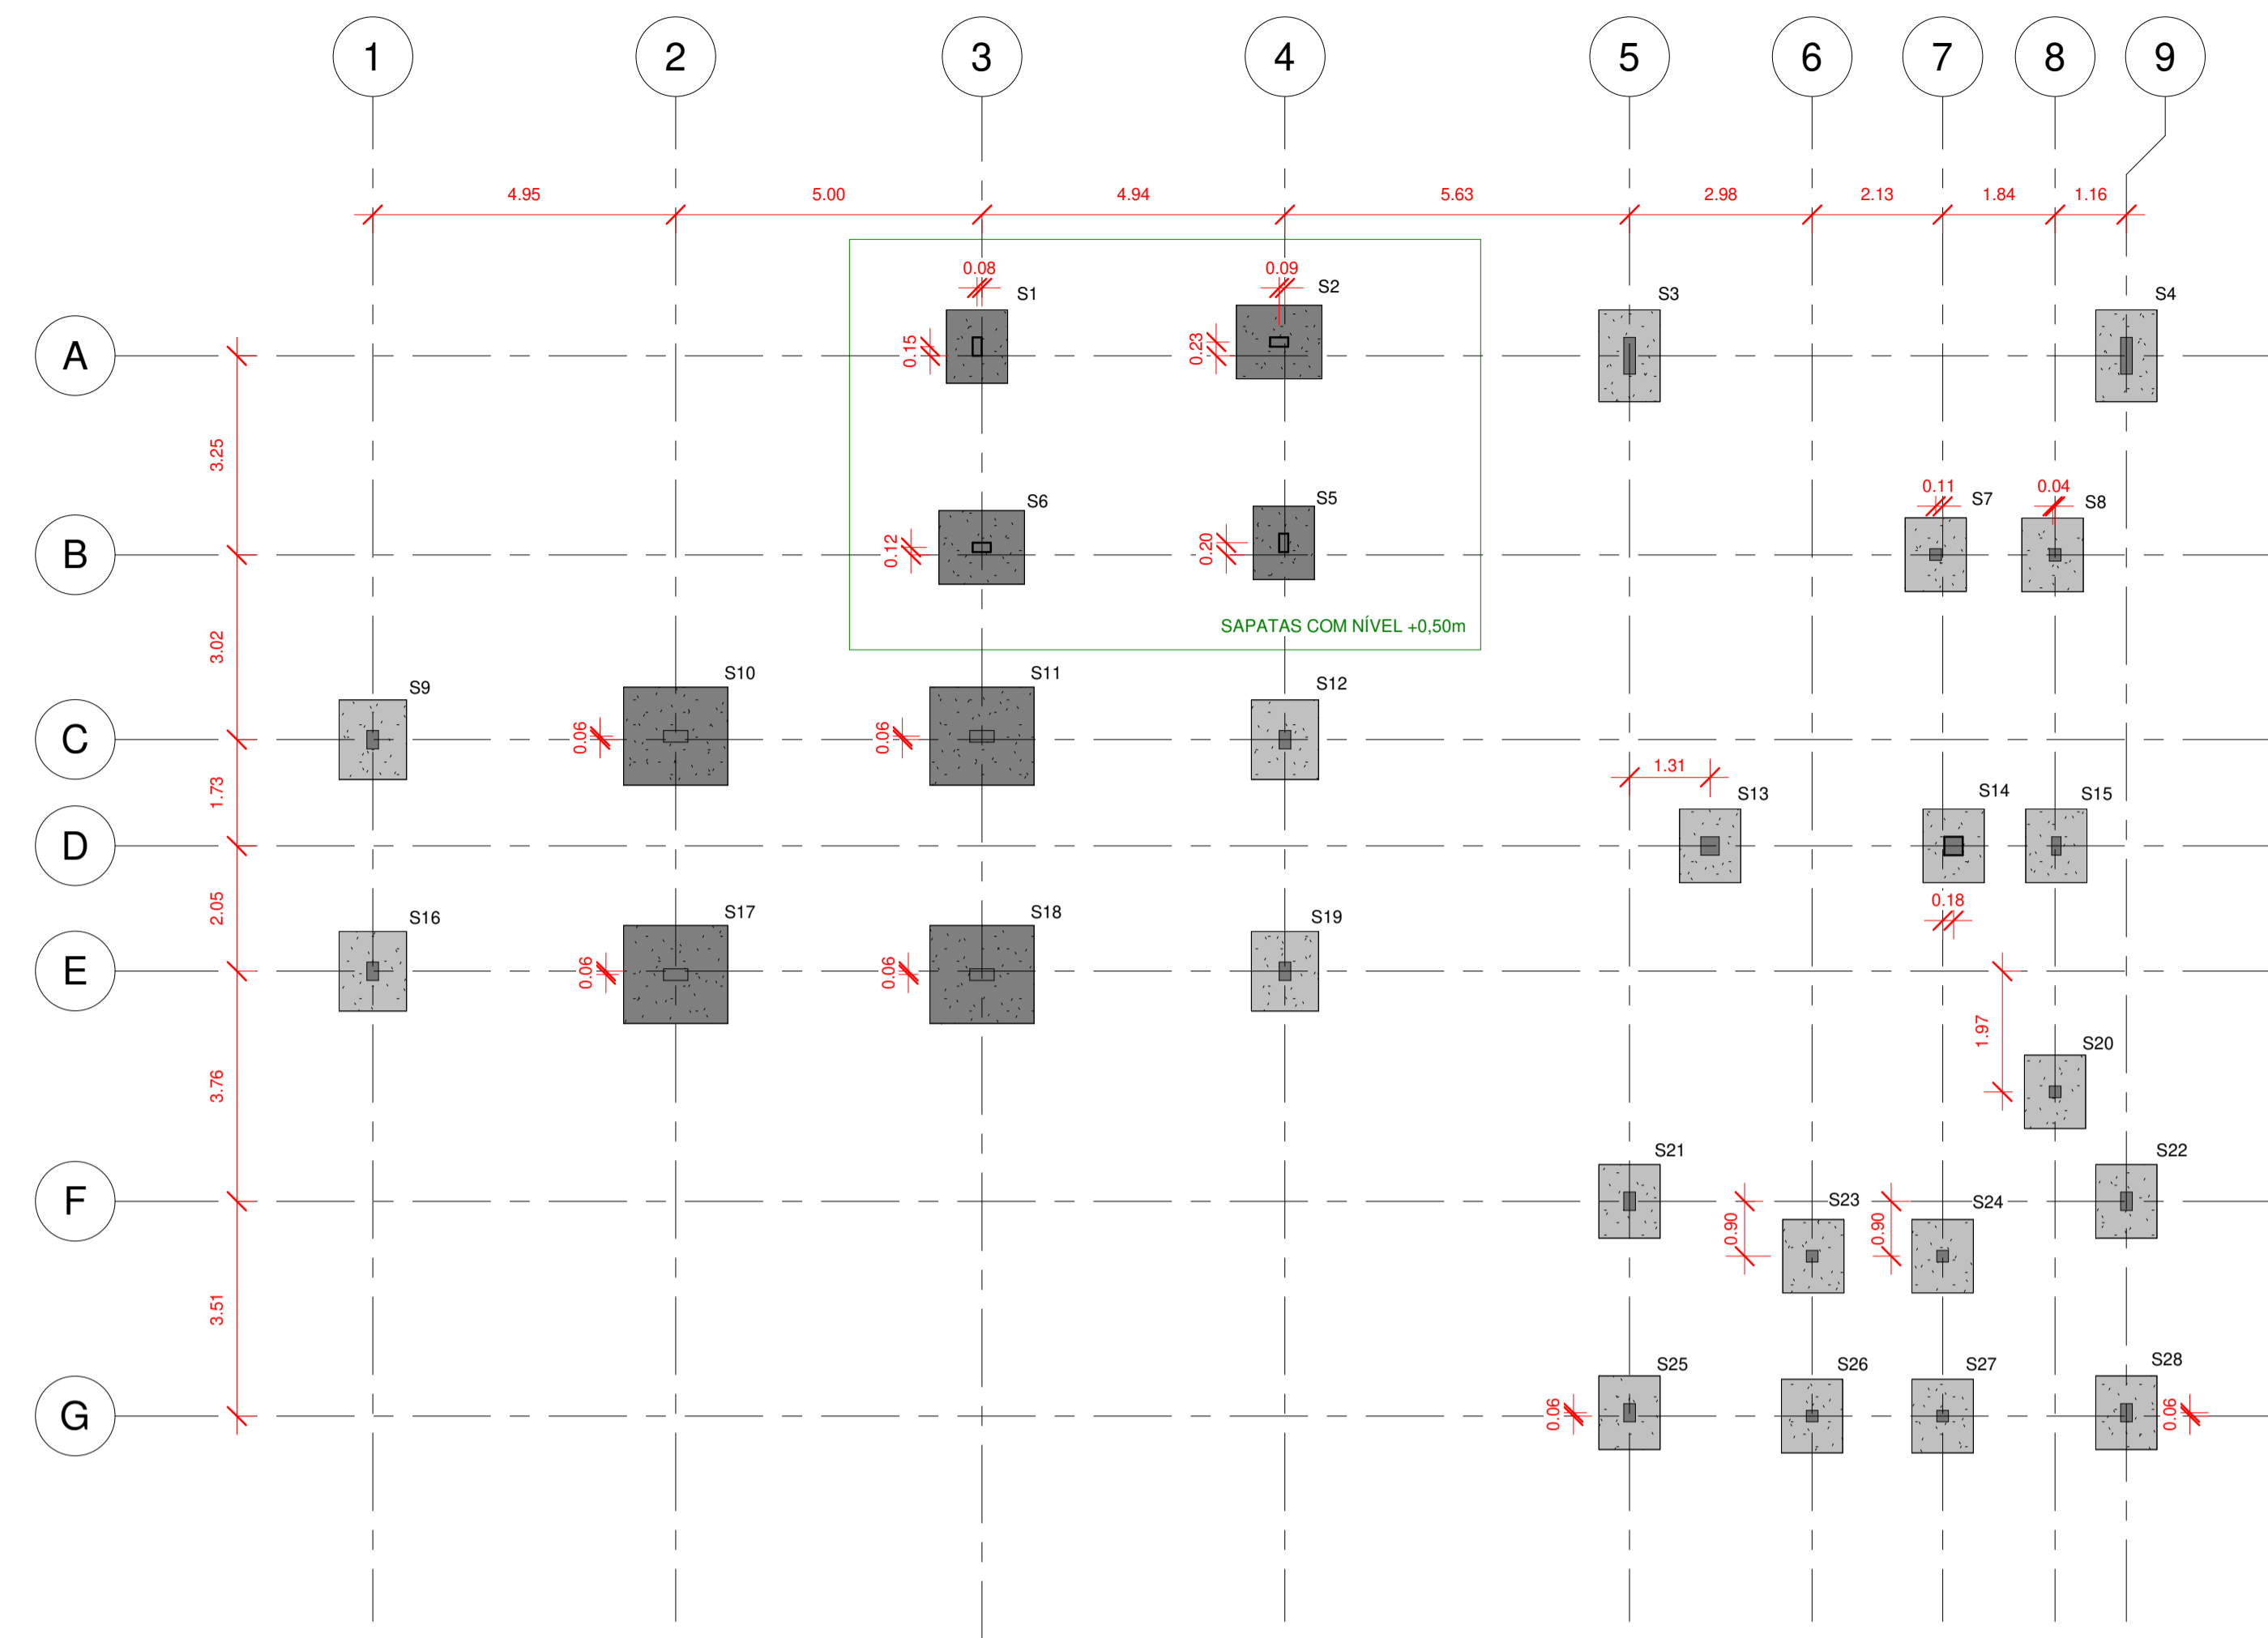 1 2 3 4 5 6 7 8 9
4.95 5.00 4.94 5.63 2.98 2.13 1.84 1.16
0.08 S1 0.09 S2 S3 S4
A 0.15 0.23
3.25
S6 S5 0.11 S7 0.04 S8
B 0.12 0.20
SAPATAS COM NÍVEL +0,50m
3.02
S9 S10 S11 S12
C 0.06 0.06
1.73 1.31
S13 S14 S15
D
2.05 0.18
S16 S17 S18 S19
E 0.06 0.06
1.97
3.76 S20
S21 S22
F S23 S24
0.90 0.90
3.51
S25 S26 S27 S28
G 0.06 0.06